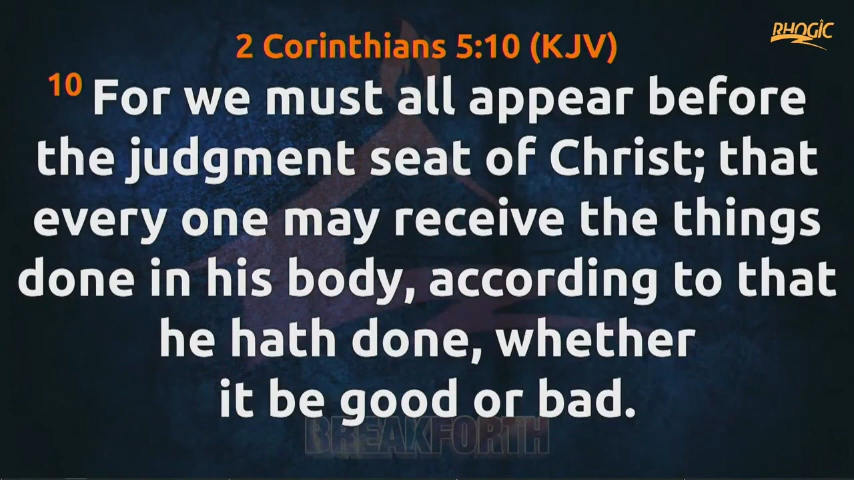 RHOGIC
2 Corinthians 5:10 (KJV)
10 For we must all appear before
the judgment seat of Christ; that
every one may receive the things
done in his body, according to that
he hath done, whether
it be good or bad.
BREAKFORTH